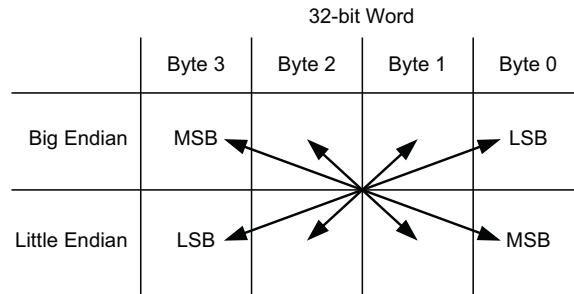 32-bit Word
Byte 3 Byte 2 Byte 1 Byte 0
Big Endian MSB LSB
Little Endian LSB MSB